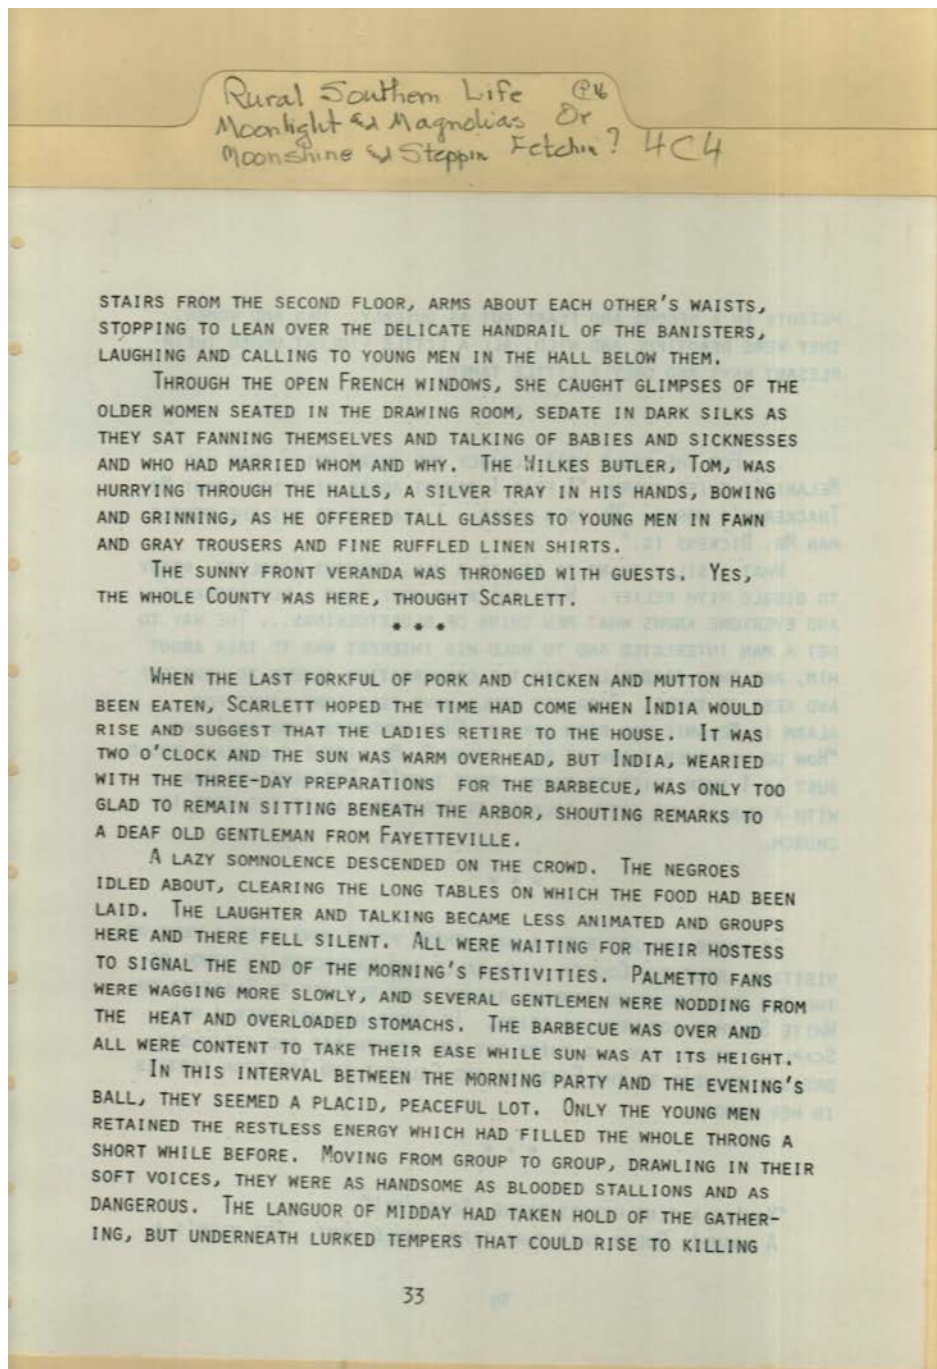 Rural Southern Life
Moonlight & Magnolias Or
Moonshine & Steppin Fetchin? 4C4
STAIRS FROM THE SECOND FLOOR, ARMS ABOUT EACH OTHER'S WAISTS,
STOPPING TO LEAN OVER THE DELICATE HANDRAIL OF THE BANISTERS,
LAUGHING AND CALLING TO YOUNG MEN IN THE HALL BELOW THEM.
THROUGH THE OPEN FRENCH WINDOWS, SHE CAUGHT GLIMPSES OF THE
OLDER WOMEN SEATED IN THE DRAWING ROOM, SEDATE IN DARK SILKS AS
THEY SAT FANNING THEMSELVES AND TALKING OF BABIES AND SICKNESSES
AND WHO HAD MARRIED WHOM AND WHY. THE WILKES BUTLER, TOM, WAS
HURRYING THROUGH THE HALLS, A SILVER TRAY IN HIS HANDS, BOWING
AND GRINNING, AS HE OFFERED TALL GLASSES TO YOUNG MEN IN FAWN
AND GRAY TROUSERS AND FINE RUFFLED LINEN SHIRTS.
THE SUNNY FRONT VERANDA WAS THRONGED WITH GUESTS. YES,
THE WHOLE COUNTY WAS HERE, THOUGHT SCARLETT.
* * *
WHEN THE LAST FORKFUL OF PORK AND CHICKEN AND MUTTON HAD
BEEN EATEN, SCARLETT HOPED THE TIME HAD COME WHEN INDIA WOULD
RISE AND SUGGEST THAT THE LADIES RETIRE TO THE HOUSE. IT WAS
TWO O'CLOCK AND THE SUN WAS WARM OVERHEAD, BUT INDIA, WEARIED
WITH THE THREE-DAY PREPARATIONS FOR THE BARBECUE, WAS ONLY TOO
GLAD TO REMAIN SITTING BENEATH THE ARBOR, SHOUTING REMARKS TO
A DEAF OLD GENTLEMAN FROM FAYETTEVILLE.
A LAZY SOMNOLENCE DESCENDED ON THE CROWD. THE NEGROES
IDLED ABOUT, CLEARING THE LONG TABLES ON WHICH THE FOOD HAD BEEN
LAID. THE LAUGHTER AND TALKING BECAME LESS ANIMATED AND GROUPS
HERE AND THERE FELL SILENT. ALL WERE WAITING FOR THEIR HOSTESS
TO SIGNAL THE END OF THE MORNING'S FESTIVITIES. PALMETTO FANS
WERE WAGGING MORE SLOWLY, AND SEVERAL GENTLEMEN WERE NODDING FROM
THE HEAT AND OVERLOADED STOMACHS. THE BARBECUE WAS OVER AND
ALL WERE CONTENT TO TAKE THEIR EASE WHILE SUN WAS AT ITS HEIGHT.
IN THIS INTERVAL BETWEEN THE MORNING PARTY AND THE EVENING'S
BALL, THEY SEEMED A PLACID, PEACEFUL LOT. ONLY THE YOUNG MEN
RETAINED THE RESTLESS ENERGY WHICH HAD FILLED THE WHOLE THRONG A
SHORT WHILE BEFORE. MOVING FROM GROUP TO GROUP, DRAWLING IN THEIR
SOFT VOICES, THEY WERE AS HANDSOME AS BLOODED STALLIONS AND AS
DANGEROUS. THE LANGUOR OF MIDDAY HAD TAKEN HOLD OF THE GATHER-
ING, BUT UNDERNEATH LURKED TEMPERS THAT COULD RISE TO KILLING
33